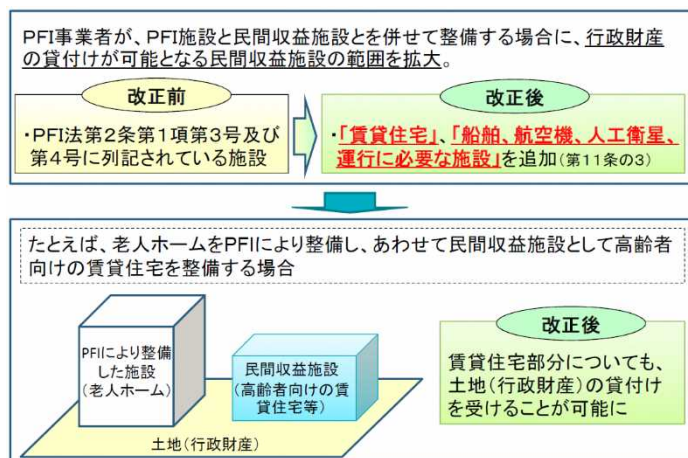 PFI事業者が、PFI施設と民間収益施設とを併せて整備する場合に、行政財産
の貸付けが可能となる民間収益施設の範囲を拡大。
改正前
・PFI法第2条第1項第3号及び
第4号に列記されている施設
改正後
・「賃貸住宅」、「船舶、航空機、人工衛星、
運行に必要な施設」を追加(第11条の3)
たとえば、老人ホームをPFIにより整備し、あわせて民間収益施設として高齢者
向けの賃貸住宅を整備する場合
PFIにより整備
した施設
(老人ホーム)
民間収益施設
(高齢者向けの賃
貸住宅等)
土地(行政財産)
改正後
賃貸住宅部分についても、
土地(行政財産)の貸付け
を受けることが可能に